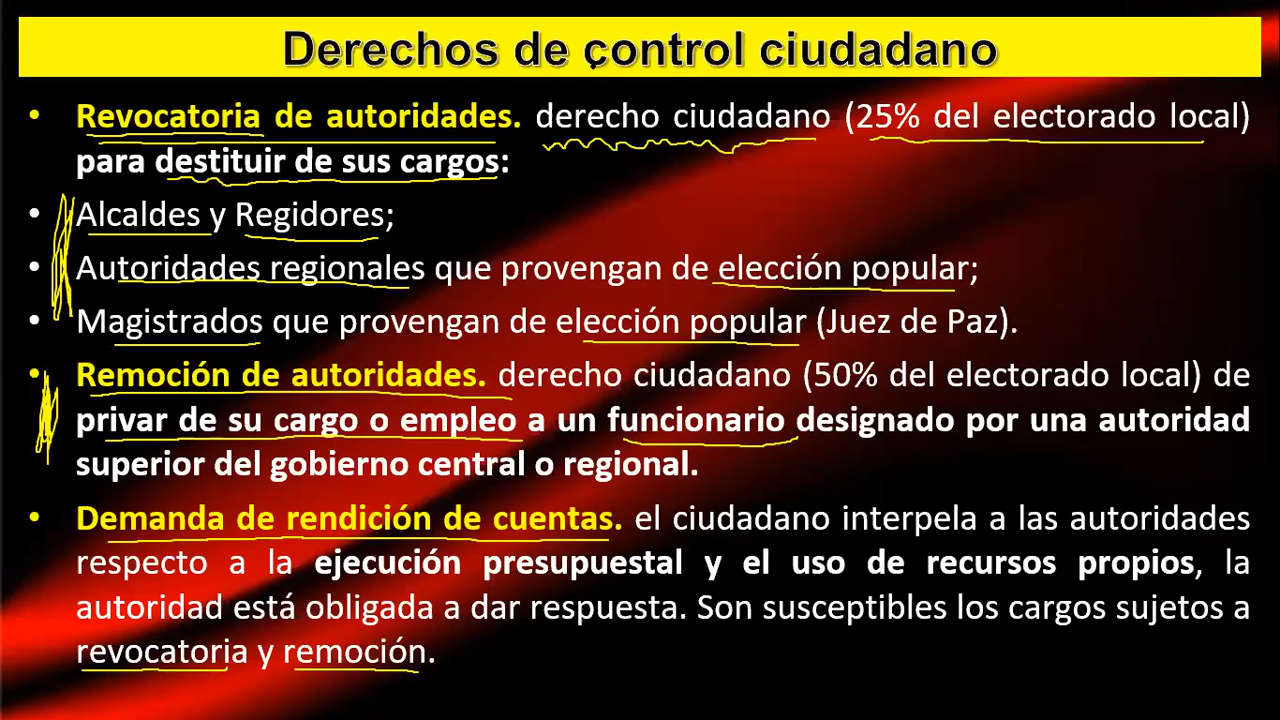 Derechos de control ciudadano
• Revocatoria de autoridades. derecho ciudadano (25% del electorado local)
para destituir de sus cargos:
• Alcaldes y Regidores;
• Autoridades regionales que provengan de elección popular;
• Magistrados que provengan de elección popular (Juez de Paz).
• Remoción de autoridades. derecho ciudadano (50% del electorado local) de
privar de su cargo o empleo a un funcionario designado por una autoridad
superior del gobierno central o regional.
• Demanda de rendición de cuentas. el ciudadano interpela a las autoridades
respecto a la ejecución presupuestal y el uso de recursos propios, la
autoridad está obligada a dar respuesta. Son susceptibles los cargos sujetos a
revocatoria y remoción.